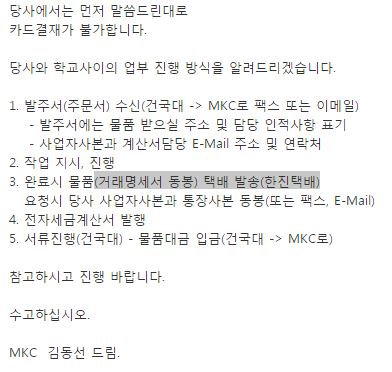 당사에서는 먼저 말씀드린대로
카드결재가 불가합니다.
당사와 학교사이의 업부 진행 방식을 알려드리겠습니다.
1. 발주서(주문서) 수신(건국대 -> MKC로 팩스 또는 이메일)
- 발주서에는 물품 받으실 주소 및 담당 인적사항 표기
- 사업자사본과 계산서담당 E-Mail 주소 및 연락처
2. 작업 지시, 진행
3. 완료시 물품(거래명세서 동봉) 택배 발송(한진택배)
요청시 당사 사업자사본과 통장사본 동봉(또는 팩스, E-Mail)
4. 전자세금계산서 발행
5. 서류진행(건국대) - 물품대금 입금(건국대 -> MKC로)
참고하시고 진행 바랍니다.
수고하십시오.
MKC 김동선 드림.